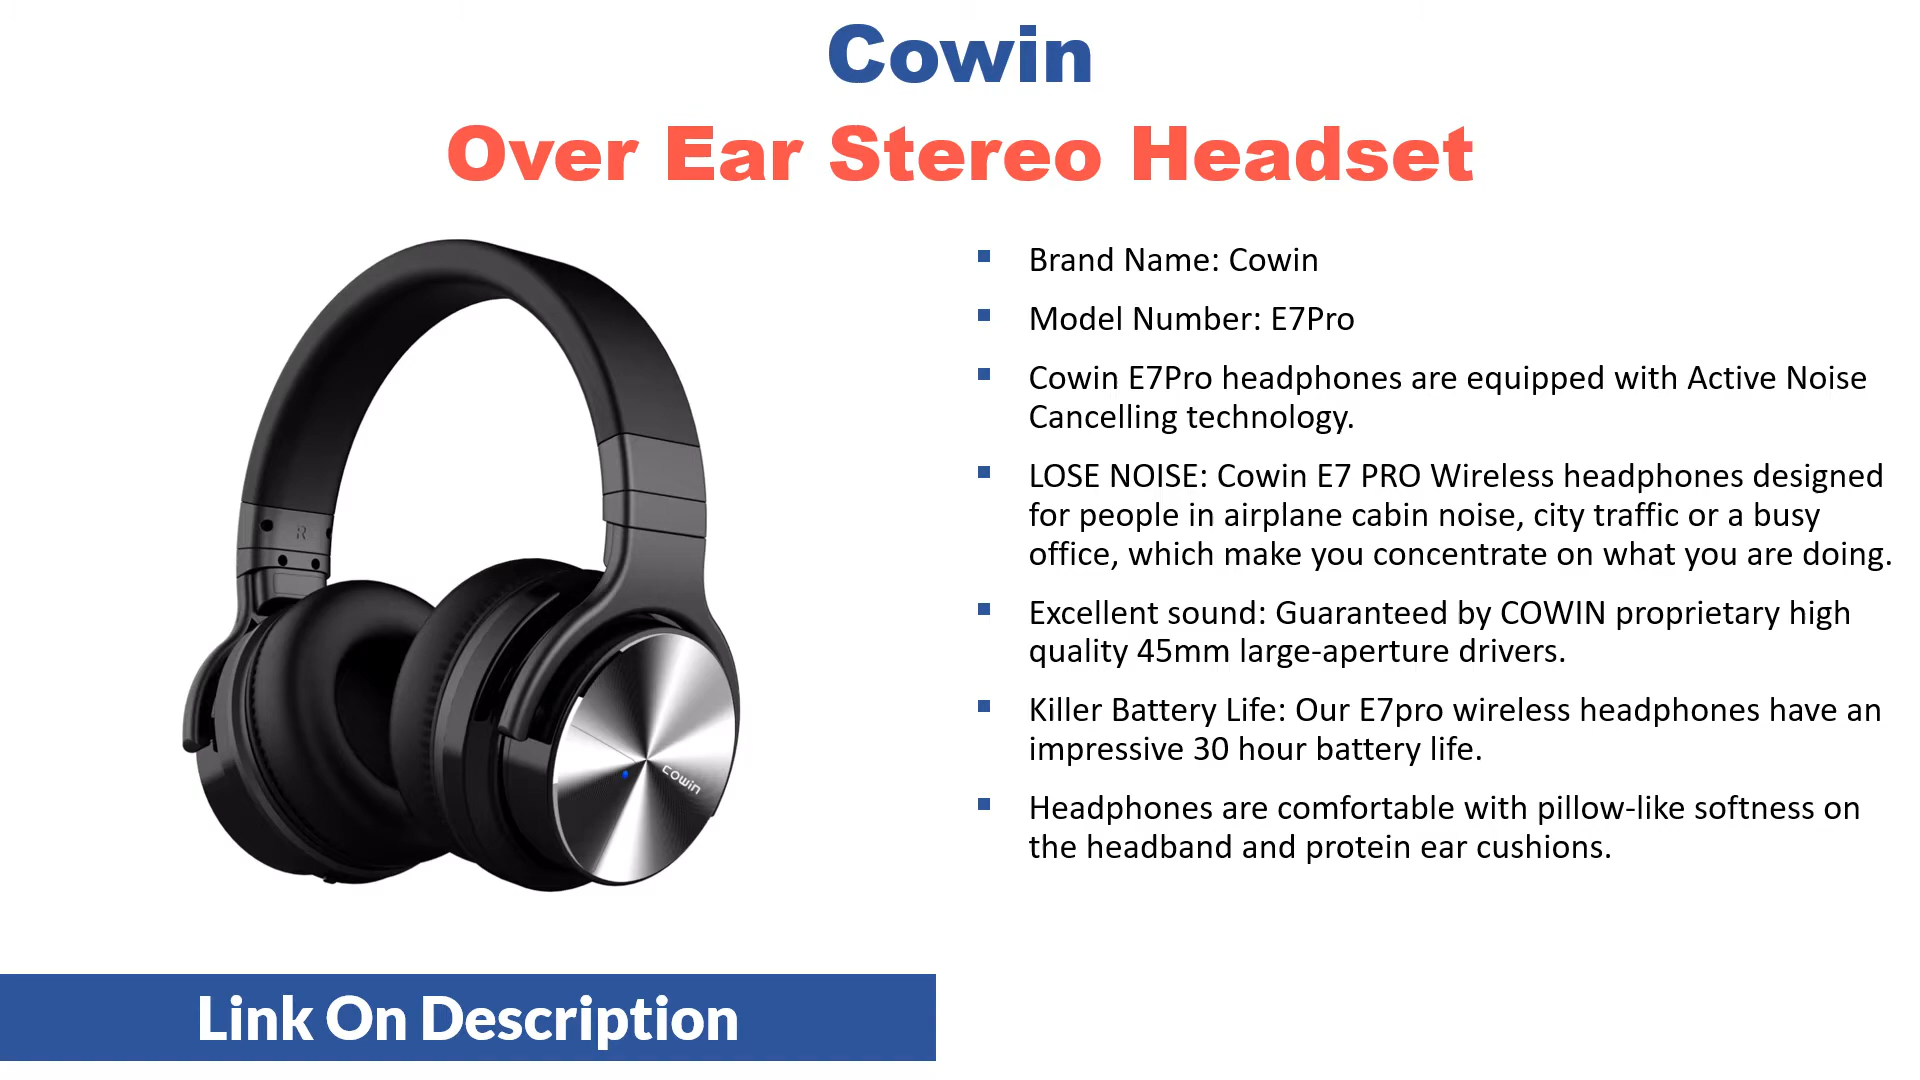 Cowin
Over Ear Stereo Headset
Brand Name: Cowin
Model Number: E7Pro
Cowin E7Pro headphones are equipped with Active Noise
Cancelling technology.
LOSE NOISE: Cowin E7 PRO Wireless headphones designed
for people in airplane cabin noise, city traffic or a busy
office, which make you concentrate on what you are doing.
Excellent sound: Guaranteed by COWIN proprietary high
quality 45mm large-aperture drivers.
Killer Battery Life: Our E7pro wireless headphones have an
impressive 30 hour battery life.
Headphones are comfortable with pillow-like softness on
the headband and protein ear cushions.
R
cowin
Link On Description